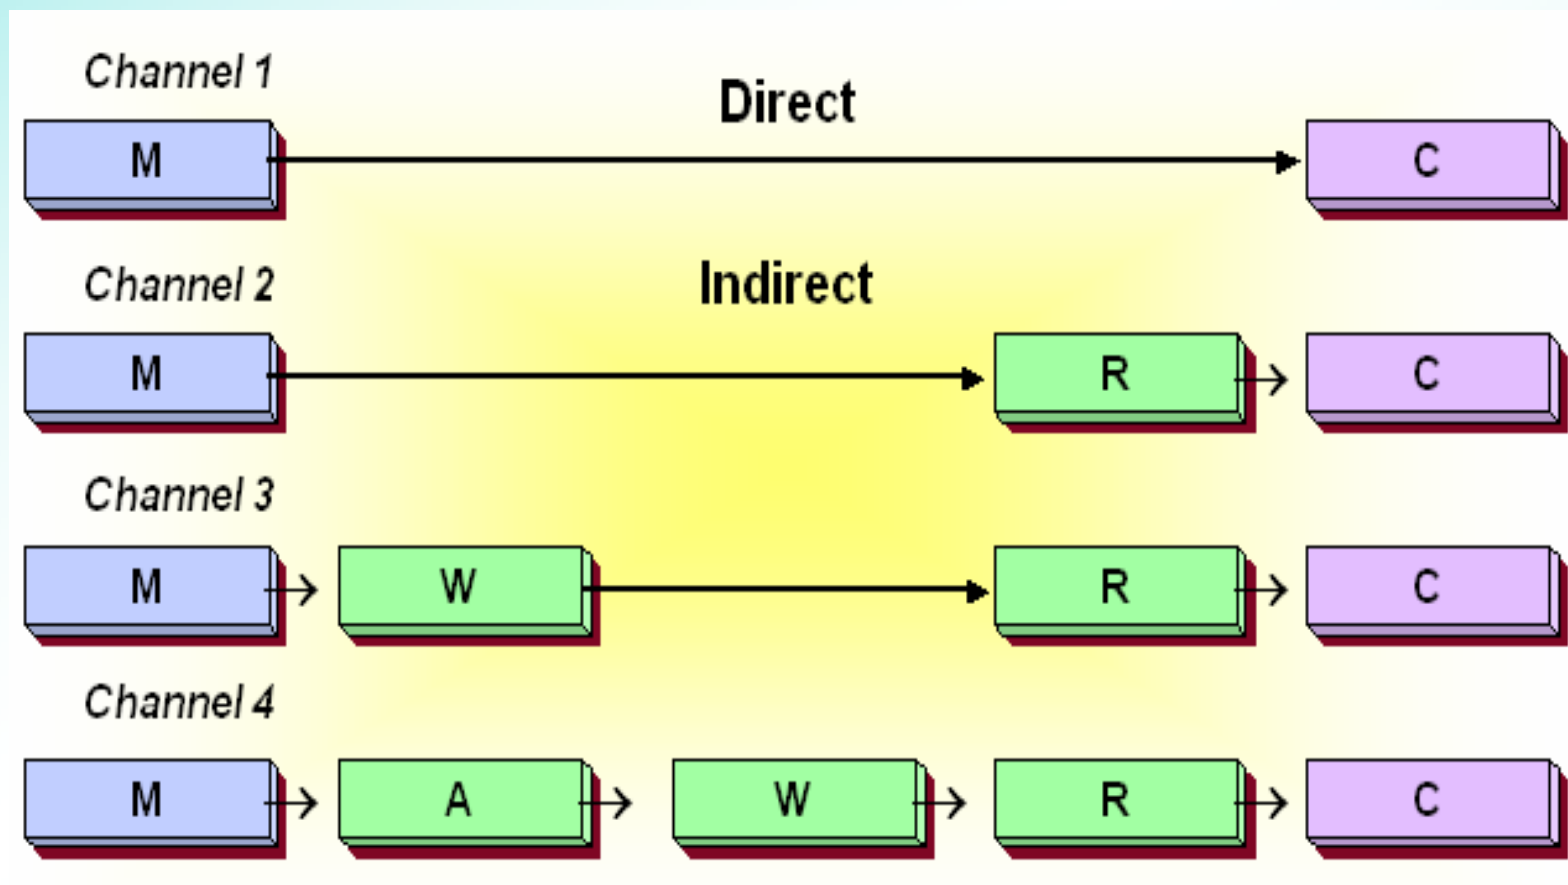 Channel 1
Direct
M C
Channel 2
Indirect
M R C
Channel 3
M W R C
Channel 4
M A W R C